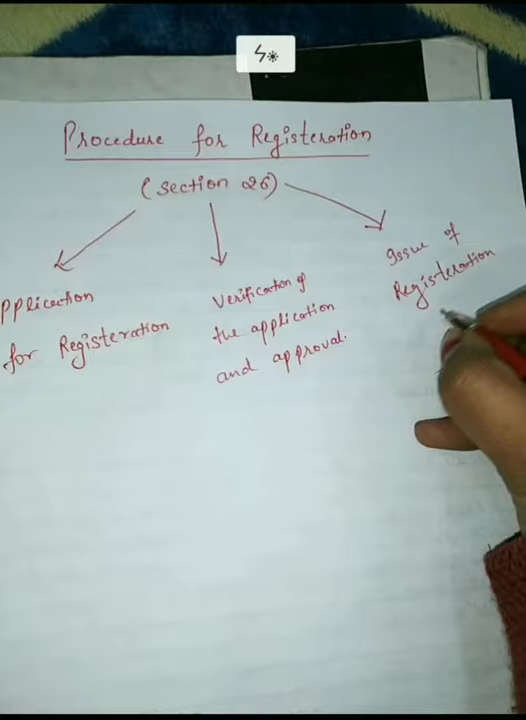 Procedure for Registeration
(Section 26)
pplication
for Registeration
Verification of
the application
and approval.
Issue of
Registeration